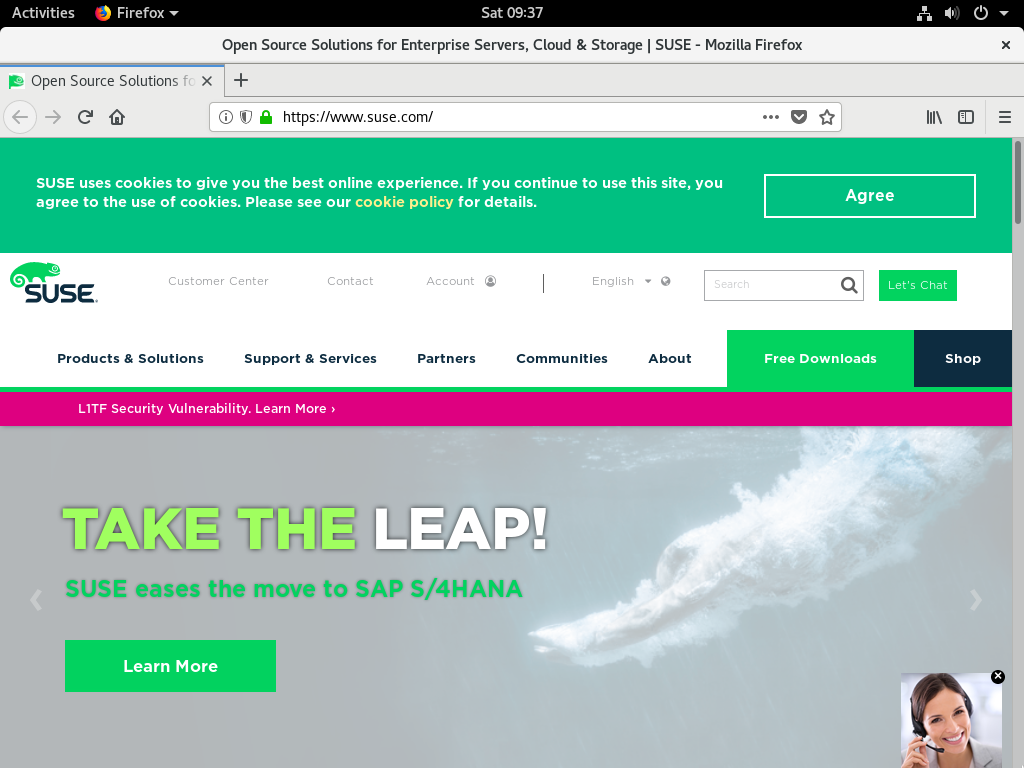 Activities Firefox Sat 09:37
Open Source Solutions for Enterprise Servers, Cloud & Storage | SUSE - Mozilla Firefox
Open Source Solutions fo
https://www.suse.com/
SUSE uses cookies to give you the best online experience. If you continue to use this site, you
agree to the use of cookies. Please see our cookie policy for details.
Agree
SUSE
Customer Center Contact Account English Search Let's Chat
Products & Solutions Support & Services Partners Communities About Free Downloads Shop
L1TF Security Vulnerability. Learn More ›
TAKE THE LEAP!
SUSE eases the move to SAP S/4HANA
Learn More